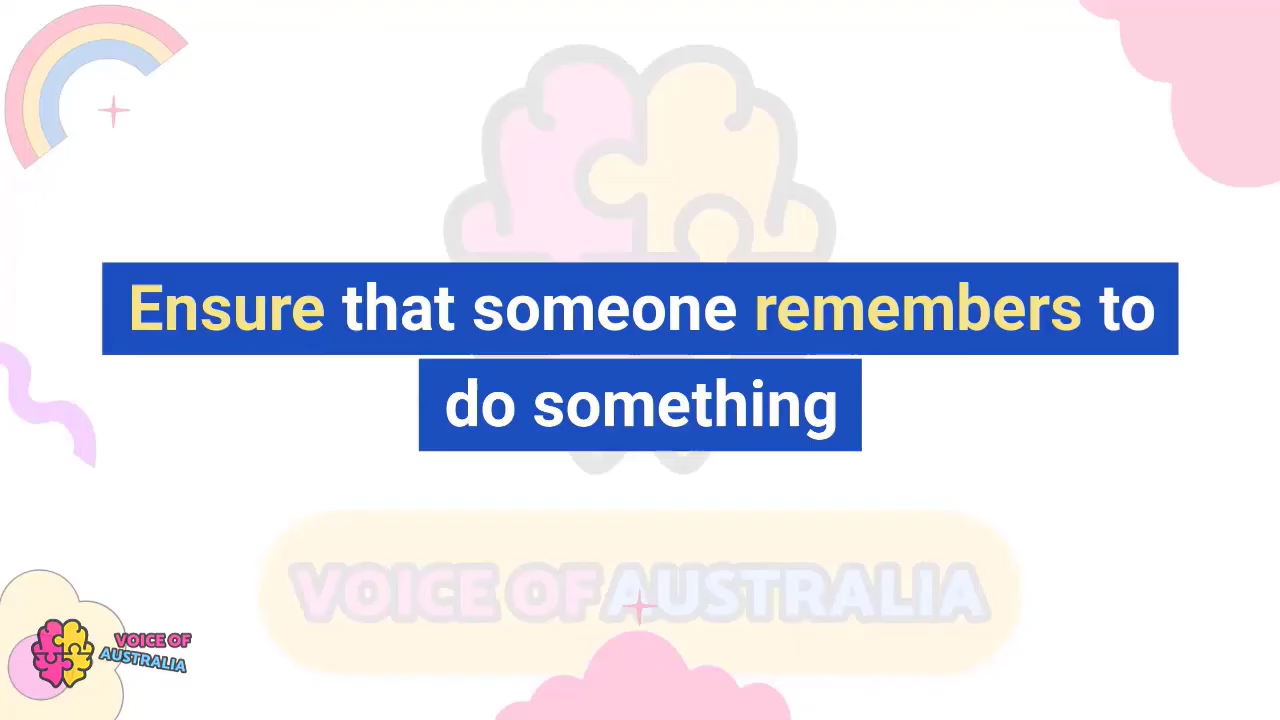 Ensure that someone remembers to
do something
VOICE OF AUSTRALIA
VOICE OF
AUSTRALIA